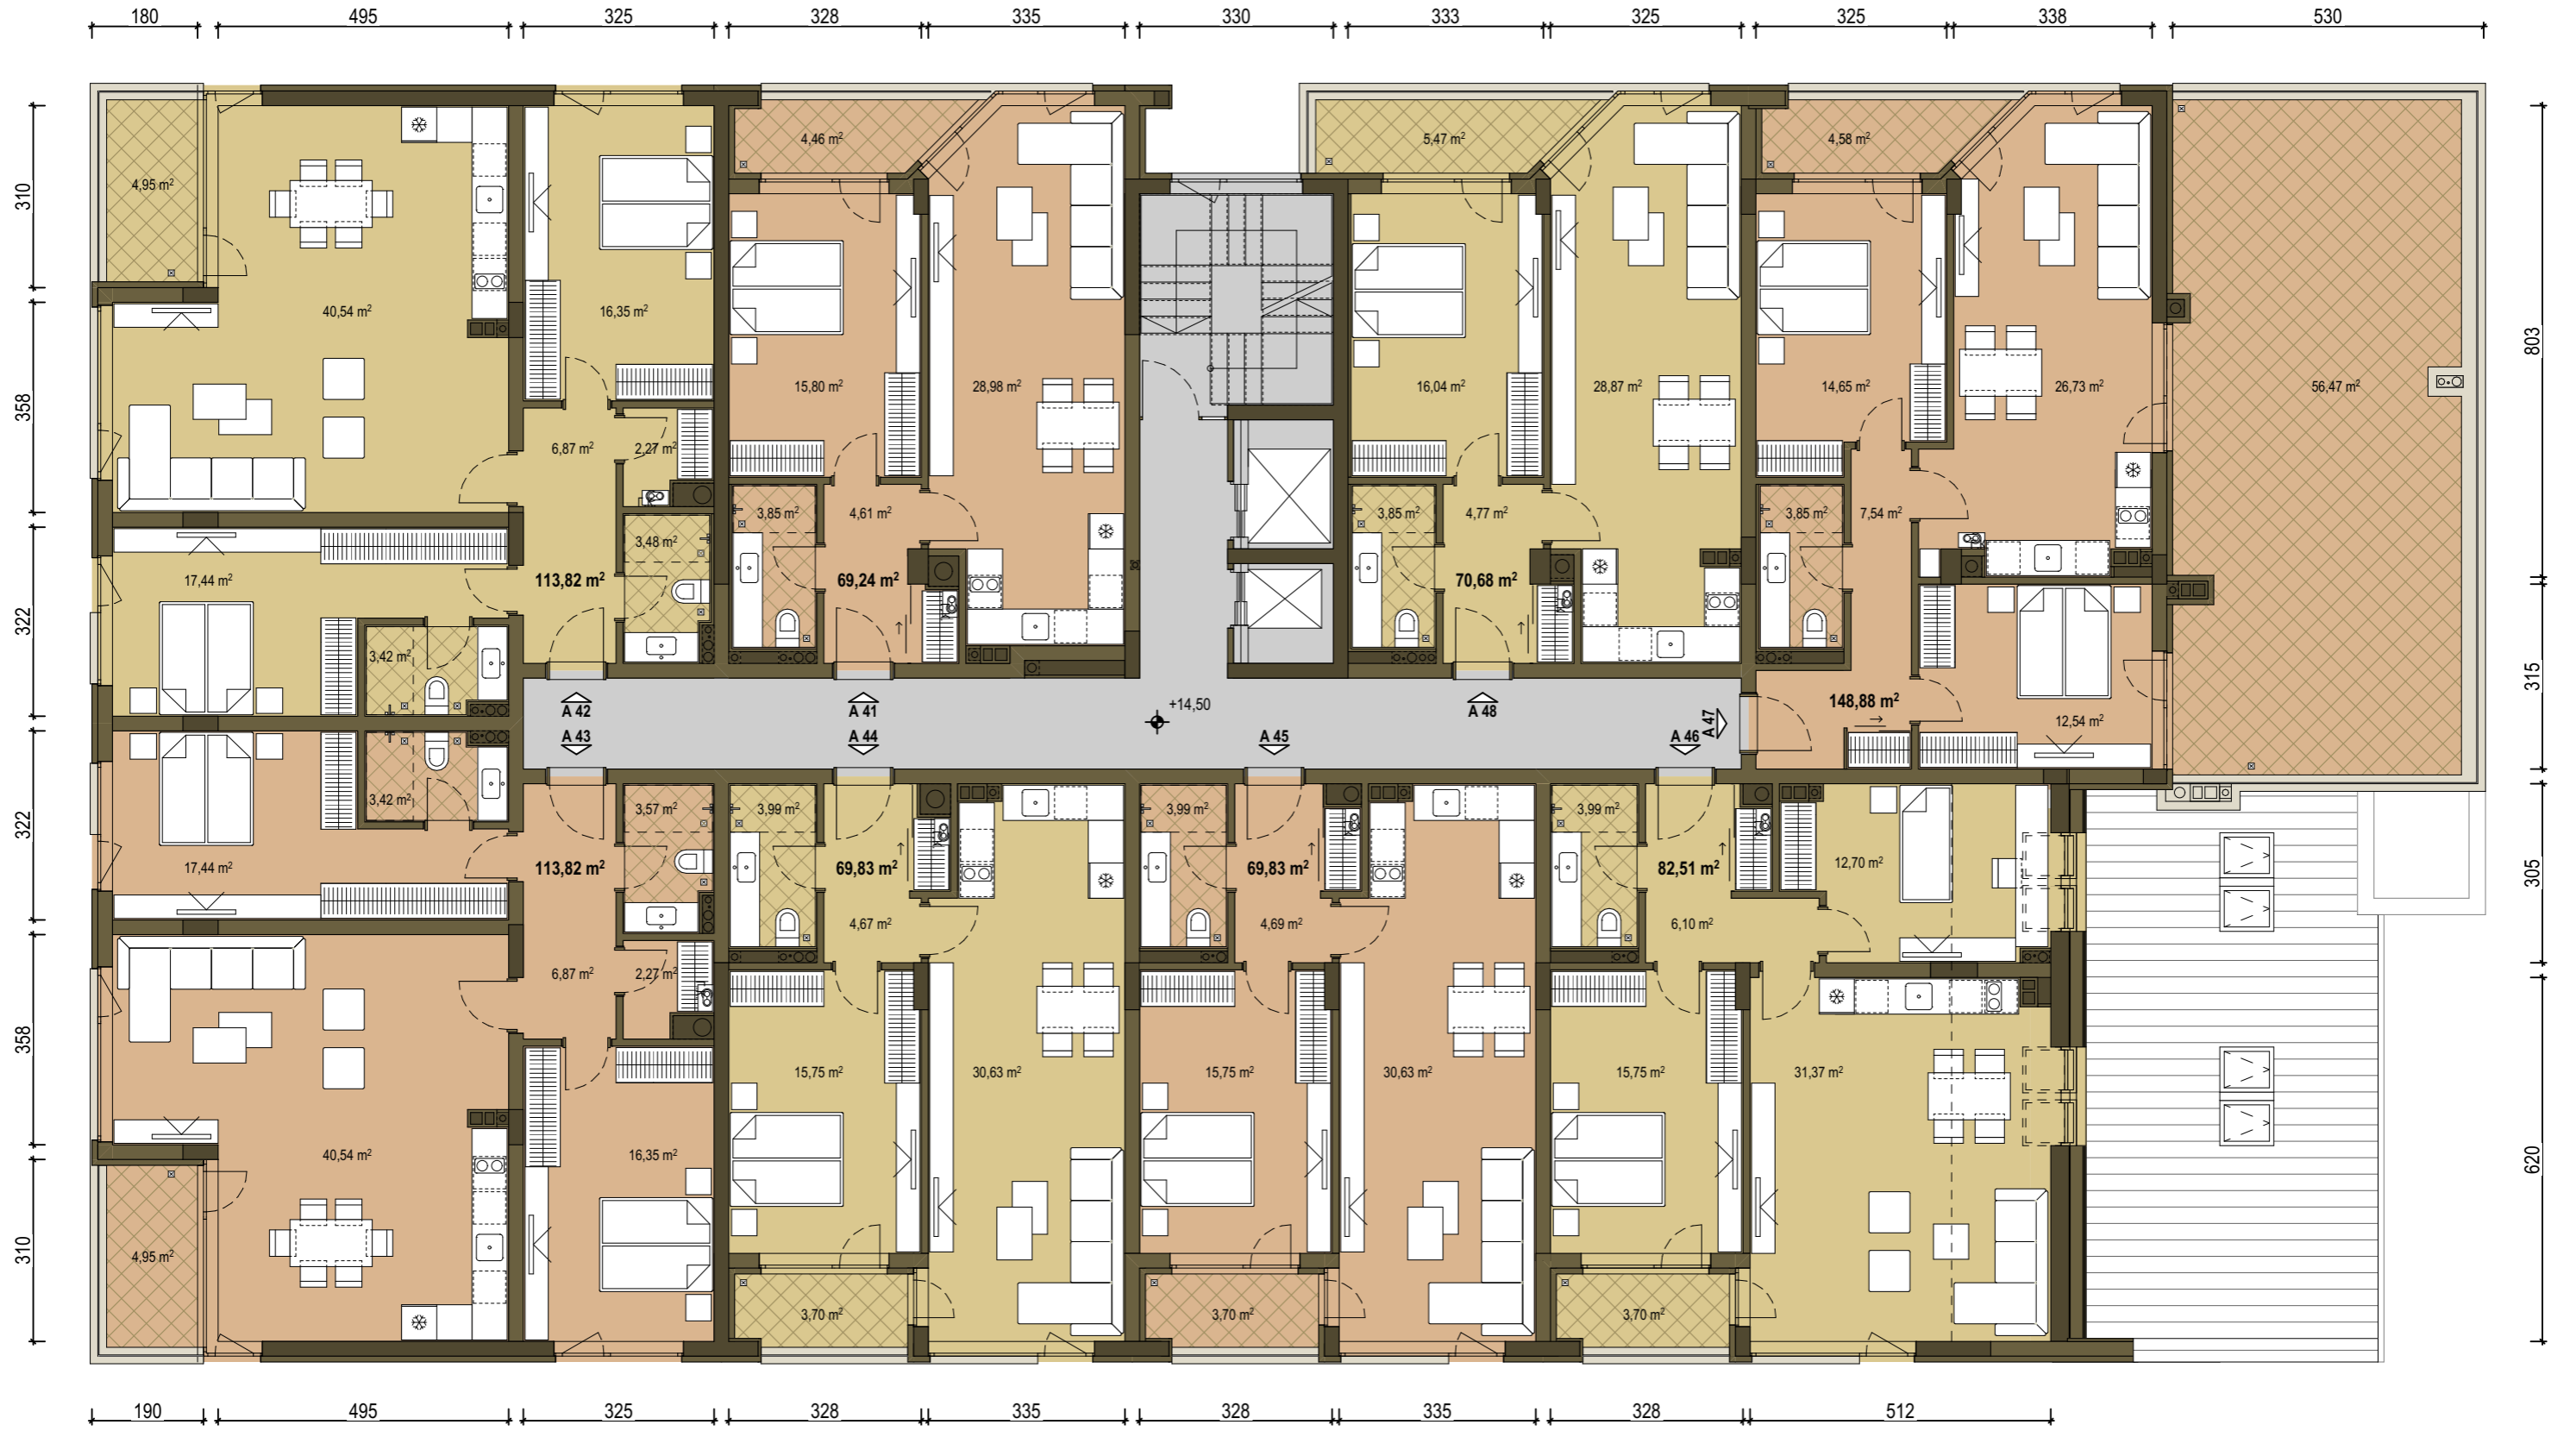 180 495 325 328 335 330 333 325 325 338 530
4,46 m²
5,47 m²
4,58 m²
4,95 m²
310
40,54 m²
16,35 m²
803
358
15,80 m²
28,98 m²
16,04 m²
28,87 m²
14,65 m²
26,73 m²
56,47 m²
6,87 m²
2,27 m²
3,85 m²
4,61 m²
3,85 m²
4,77 m²
3,85 m²
7,54 m²
3,48 m²
17,44 m²
113,82 m²
69,24 m²
70,68 m²
322
3,42 m²
315
148,88 m²
12,54 m²
+14,50
A 42
A 41
A 48
A 47
A 43
A 44
A 45
A 46
322
3,42 m²
3,57 m²
3,99 m²
3,99 m²
3,99 m²
17,44 m²
113,82 m²
69,83 m²
69,83 m²
82,51 m²
12,70 m²
305
4,67 m²
4,69 m²
6,10 m²
6,87 m²
2,27 m²
358
15,75 m²
30,63 m²
15,75 m²
30,63 m²
15,75 m²
31,37 m²
40,54 m²
16,35 m²
620
310
4,95 m²
3,70 m²
3,70 m²
3,70 m²
190 495 325 328 335 328 335 328 512